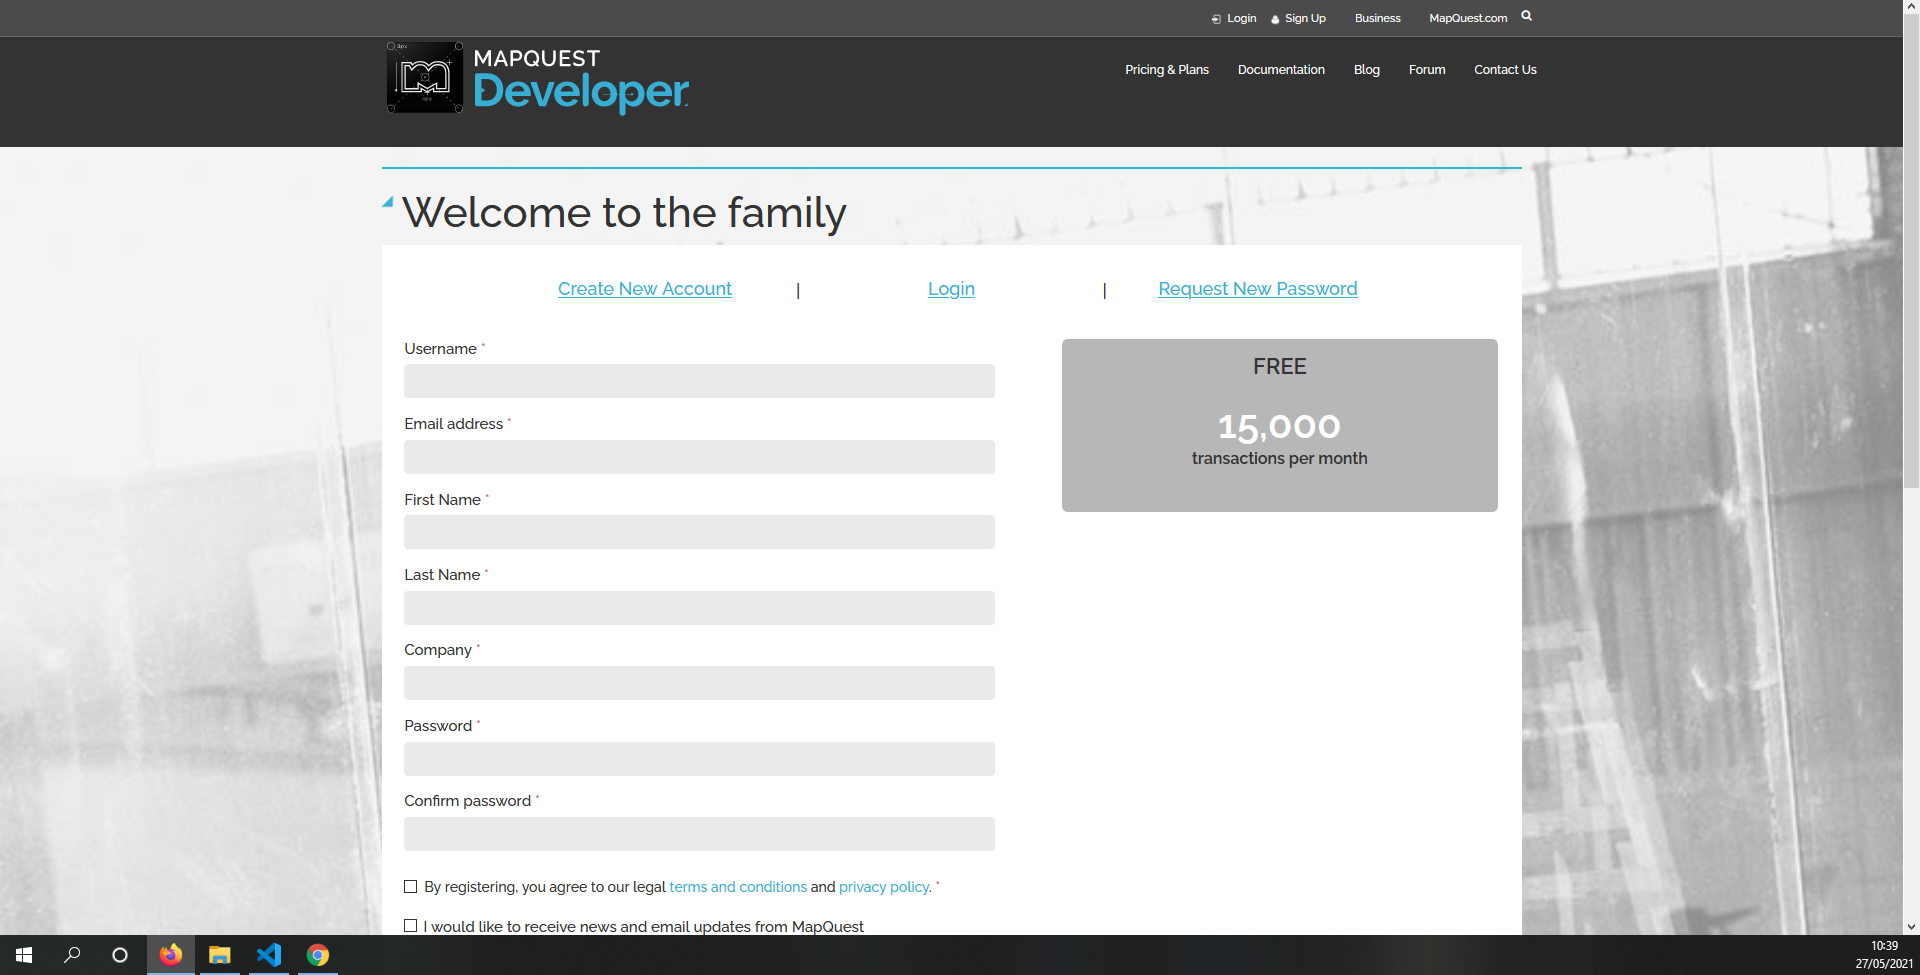 Login Sign Up Business MapQuest.com
MAPQUEST
Developer
Pricing & Plans Documentation Blog Forum Contact Us
Welcome to the family
Create New Account | Login | Request New Password
Username *
Email address *
First Name *
Last Name *
Company *
Password *
Confirm password *
FREE
15,000
transactions per month
By registering, you agree to our legal terms and conditions and privacy policy. *
I would like to receive news and email updates from MapQuest
10:39
27/05/2021